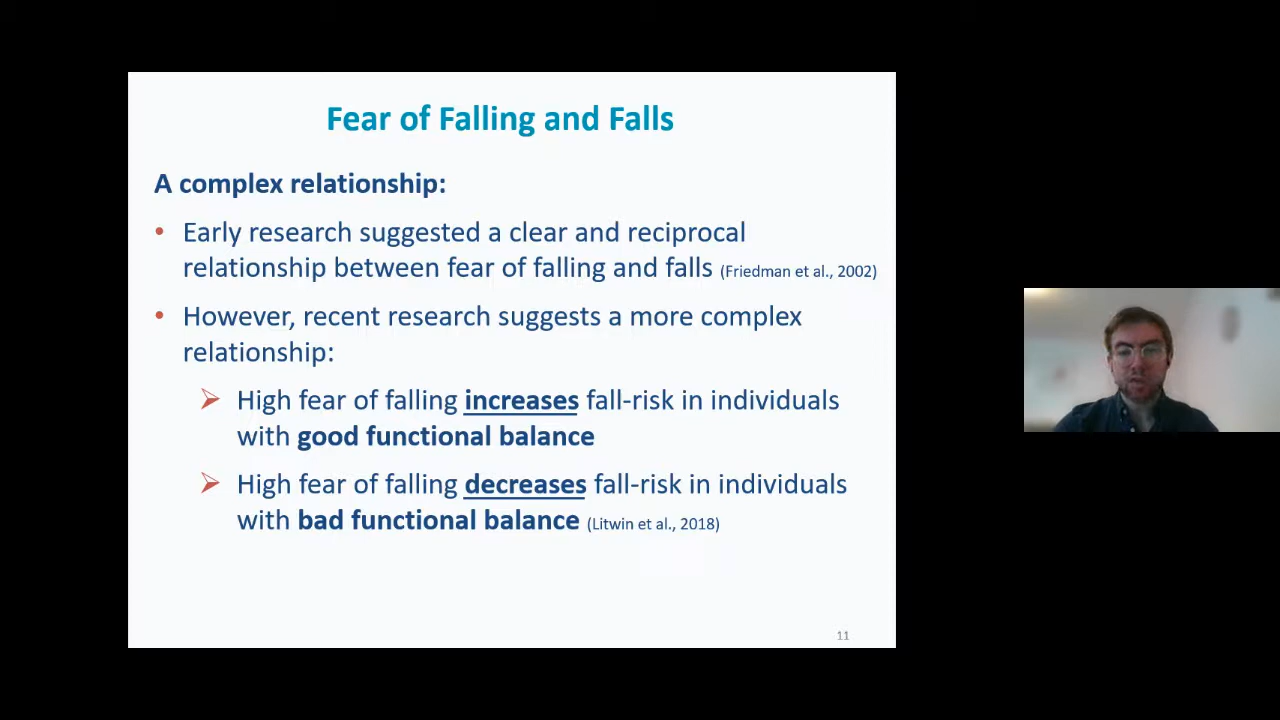 Fear of Falling and Falls
A complex relationship:
• Early research suggested a clear and reciprocal
relationship between fear of falling and falls (Friedman et al., 2002)
• However, recent research suggests a more complex
relationship:
➢ High fear of falling increases fall-risk in individuals
with good functional balance
➢ High fear of falling decreases fall-risk in individuals
with bad functional balance (Litwin et al., 2018)
11